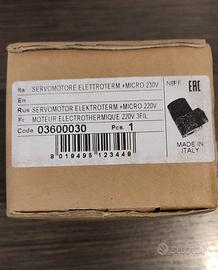 Ita SERVOMOTORE ELETTROTERM +MICRO 230V
En
Rus SERVOMOTOR ELEKTROTERM +MICRO 220V
Fr MOTEUR ELECTROTHERMIQUE 220V 3FIL
Code 03600030 Pcs. 1
8 019495 123448
EAC
MADE IN
ITALY
subito